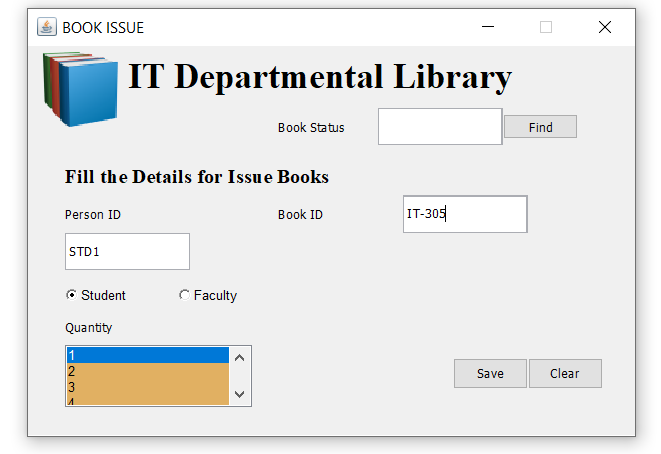 BOOK ISSUE
IT Departmental Library
Book Status
Find
Fill the Details for Issue Books
Person ID
Book ID
IT-305
STD1
Student
Faculty
Quantity
1
2
3
4
Save
Clear